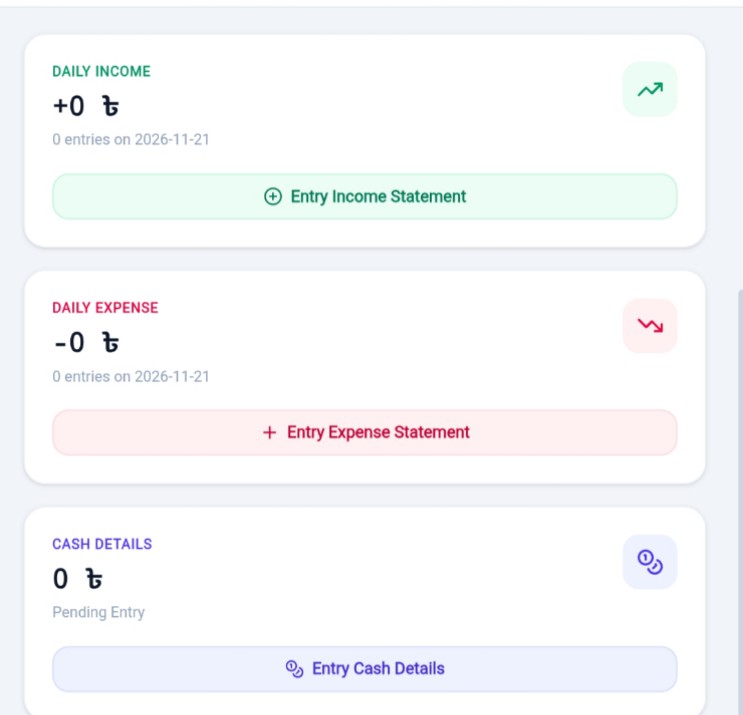 DAILY INCOME
+0 ৳
0 entries on 2026-11-21
Entry Income Statement
DAILY EXPENSE
-0 ৳
0 entries on 2026-11-21
Entry Expense Statement
CASH DETAILS
0 ৳
Pending Entry
Entry Cash Details